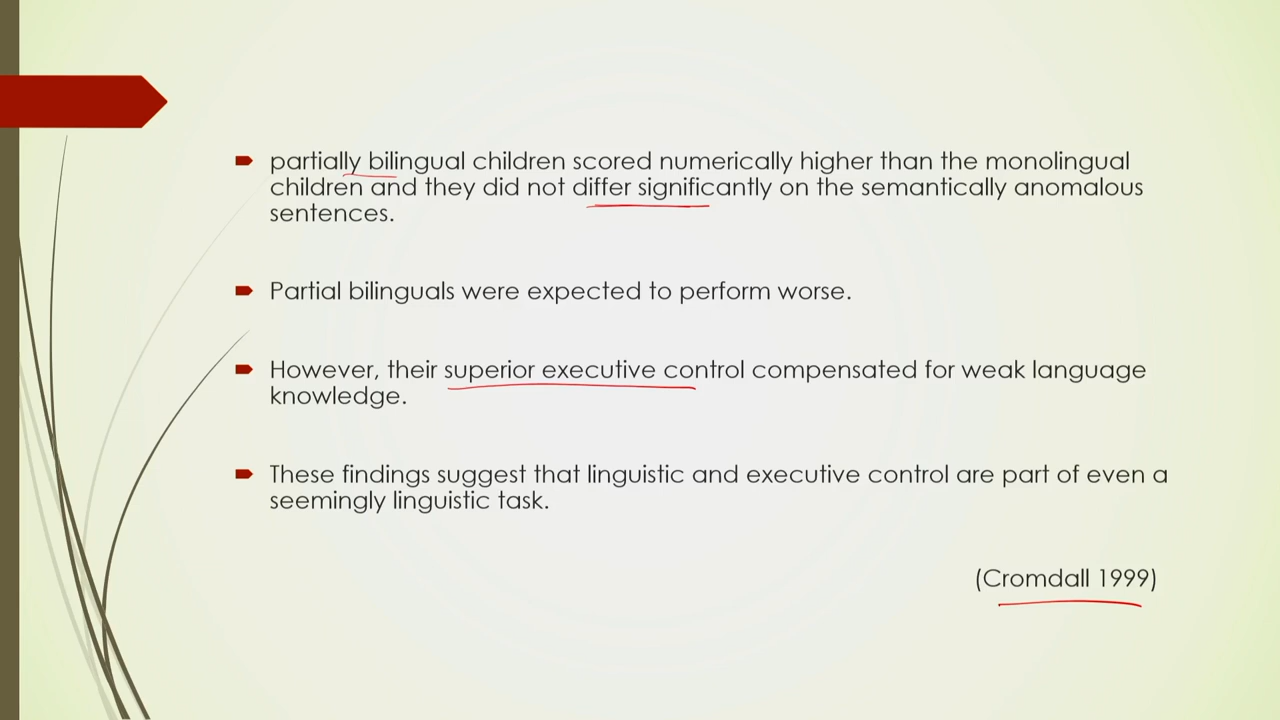 partially bilingual children scored numerically higher than the monolingual
children and they did not differ significantly on the semantically anomalous
sentences.
Partial bilinguals were expected to perform worse.
However, their superior executive control compensated for weak language
knowledge.
These findings suggest that linguistic and executive control are part of even a
seemingly linguistic task.
(Cromdall 1999)